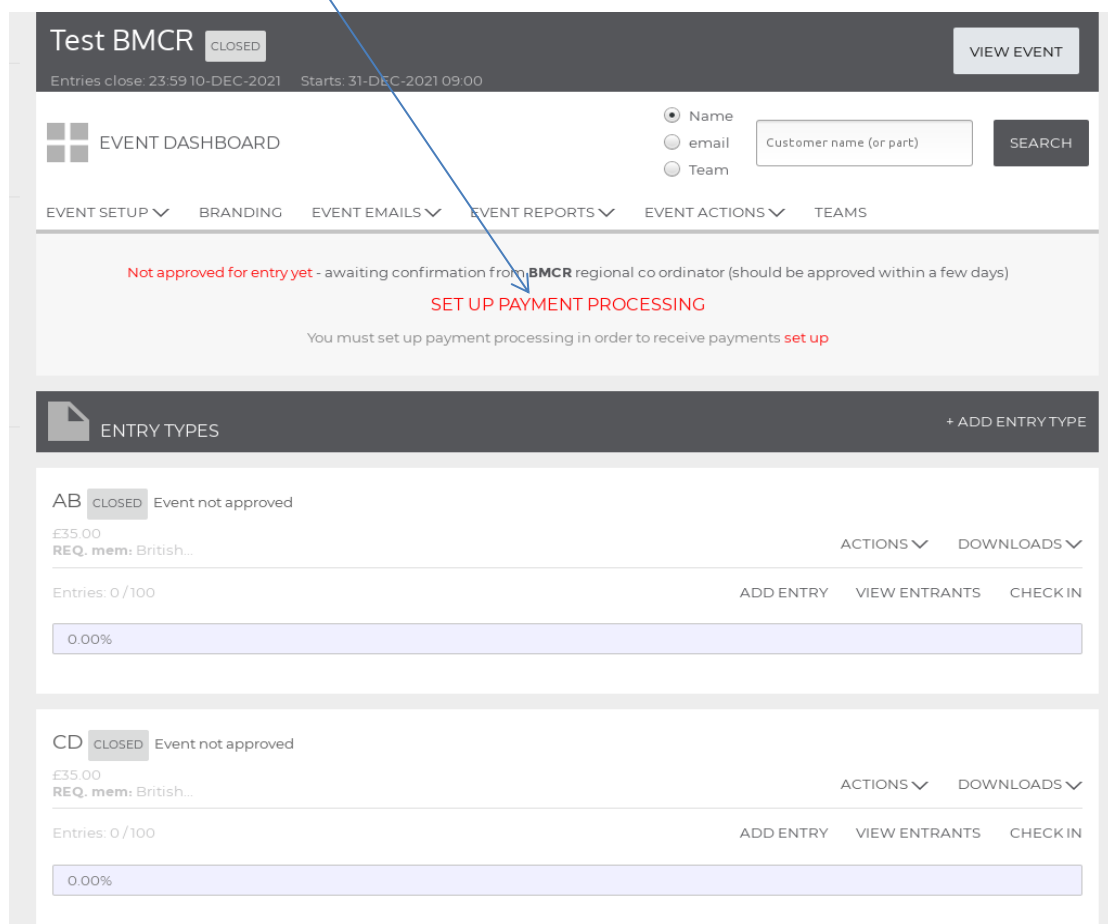 Test BMCR CLOSED
VIEW EVENT
Entries close: 23:59 10-DEC-2021 Starts: 31-DEC-2021 09:00
Name
EVENT DASHBOARD
email
Customer name (or part)
SEARCH
Team
EVENT SETUP BRANDING EVENT EMAILS EVENT REPORTS EVENT ACTIONS TEAMS
Not approved for entry yet - awaiting confirmation from BMCR regional co ordinator (should be approved within a few days)
SET UP PAYMENT PROCESSING
You must set up payment processing in order to receive payments set up
ENTRY TYPES
+ ADD ENTRY TYPE
AB CLOSED Event not approved
£35.00
REQ. mem: British...
ACTIONS DOWNLOADS
Entries: 0 / 100
ADD ENTRY VIEW ENTRANTS CHECK IN
0.00%
CD CLOSED Event not approved
£35.00
REQ. mem: British...
ACTIONS DOWNLOADS
Entries: 0 / 100
ADD ENTRY VIEW ENTRANTS CHECK IN
0.00%